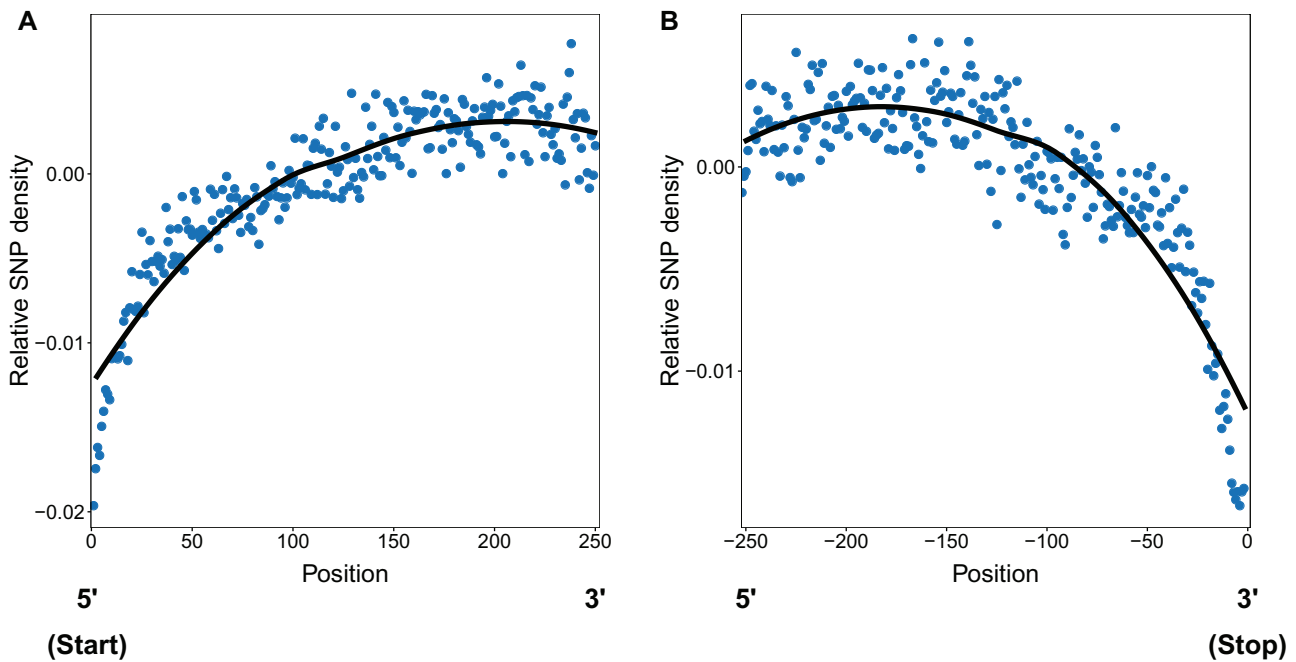 A
Relative SNP density
0.00
−0.01
−0.02
0 50 100 150 200 250
Position
5' 3'
(Start)
B
Relative SNP density
0.00
−0.01
−250 −200 −150 −100 −50 0
Position
5' 3'
(Stop)